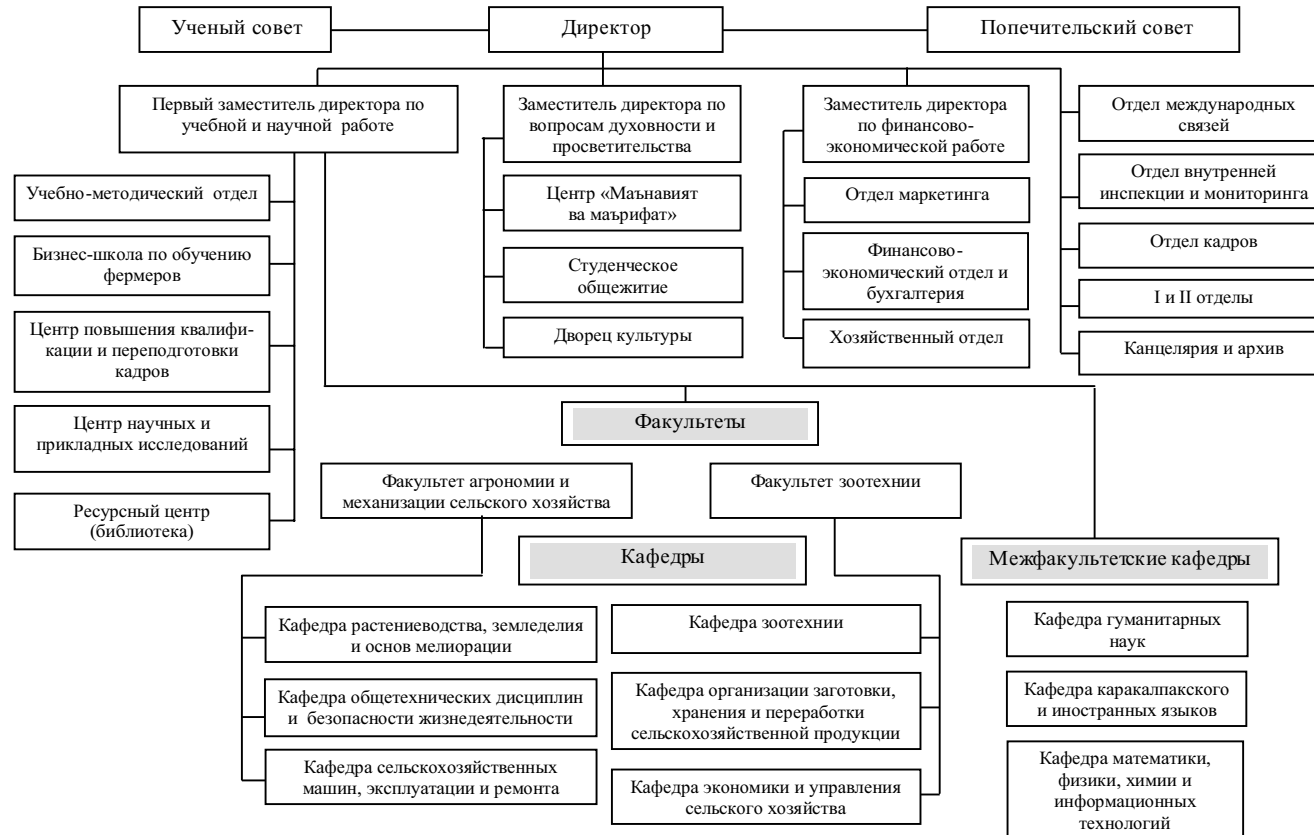 Ученый совет
Директор
Попечительский совет
Первый заместитель директора по
учебной и научной работе
Заместитель директора по
вопросам духовности и
просветительства
Заместитель директора
по финансово-
экономической работе
Отдел международных
связей
Учебно-методический отдел
Бизнес-школа по обучению
фермеров
Центр повышения квалифи-
кации и переподготовки
кадров
Центр научных и
прикладных исследований
Ресурсный центр
(библиотека)
Центр «Маънавият
ва маърифат»
Студенческое
общежитие
Дворец культуры
Отдел маркетинга
Финансово-
экономический отдел и
бухгалтерия
Хозяйственный отдел
Отдел внутренней
инспекции и мониторинга
Отдел кадров
I и II отделы
Канцелярия и архив
Факультеты
Факультет агрономии и
механизации сельского хозяйства
Факультет зоотехнии
Кафедры
Межфакультетские кафедры
Кафедра растениеводства, земледелия
и основ мелиорации
Кафедра общетехнических дисциплин
и безопасности жизнедеятельности
Кафедра сельскохозяйственных
машин, эксплуатации и ремонта
Кафедра зоотехнии
Кафедра организации заготовки,
хранения и переработки
сельскохозяйственной продукции
Кафедра экономики и управления
сельского хозяйства
Кафедра гуманитарных
наук
Кафедра каракалпакского
и иностранных языков
Кафедра математики,
физики, химии и
информационных
технологий